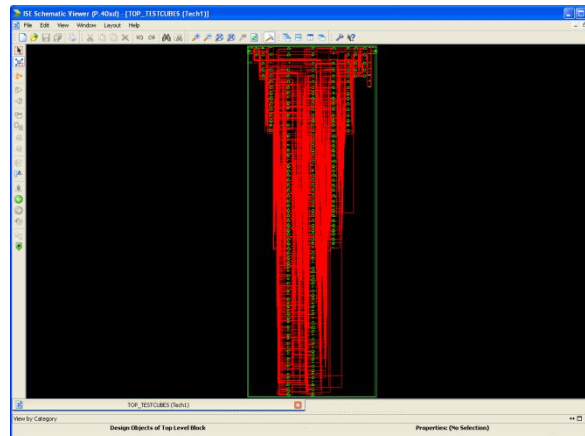 ISE Schematic Viewer (P.40xd) - [TOP_TESTCUBES (Tech1)]
File Edit View Window Layout Help
TOP_TESTCUBES (Tech1)
View by Category
Design Objects of Top Level Block Properties: (No Selection)